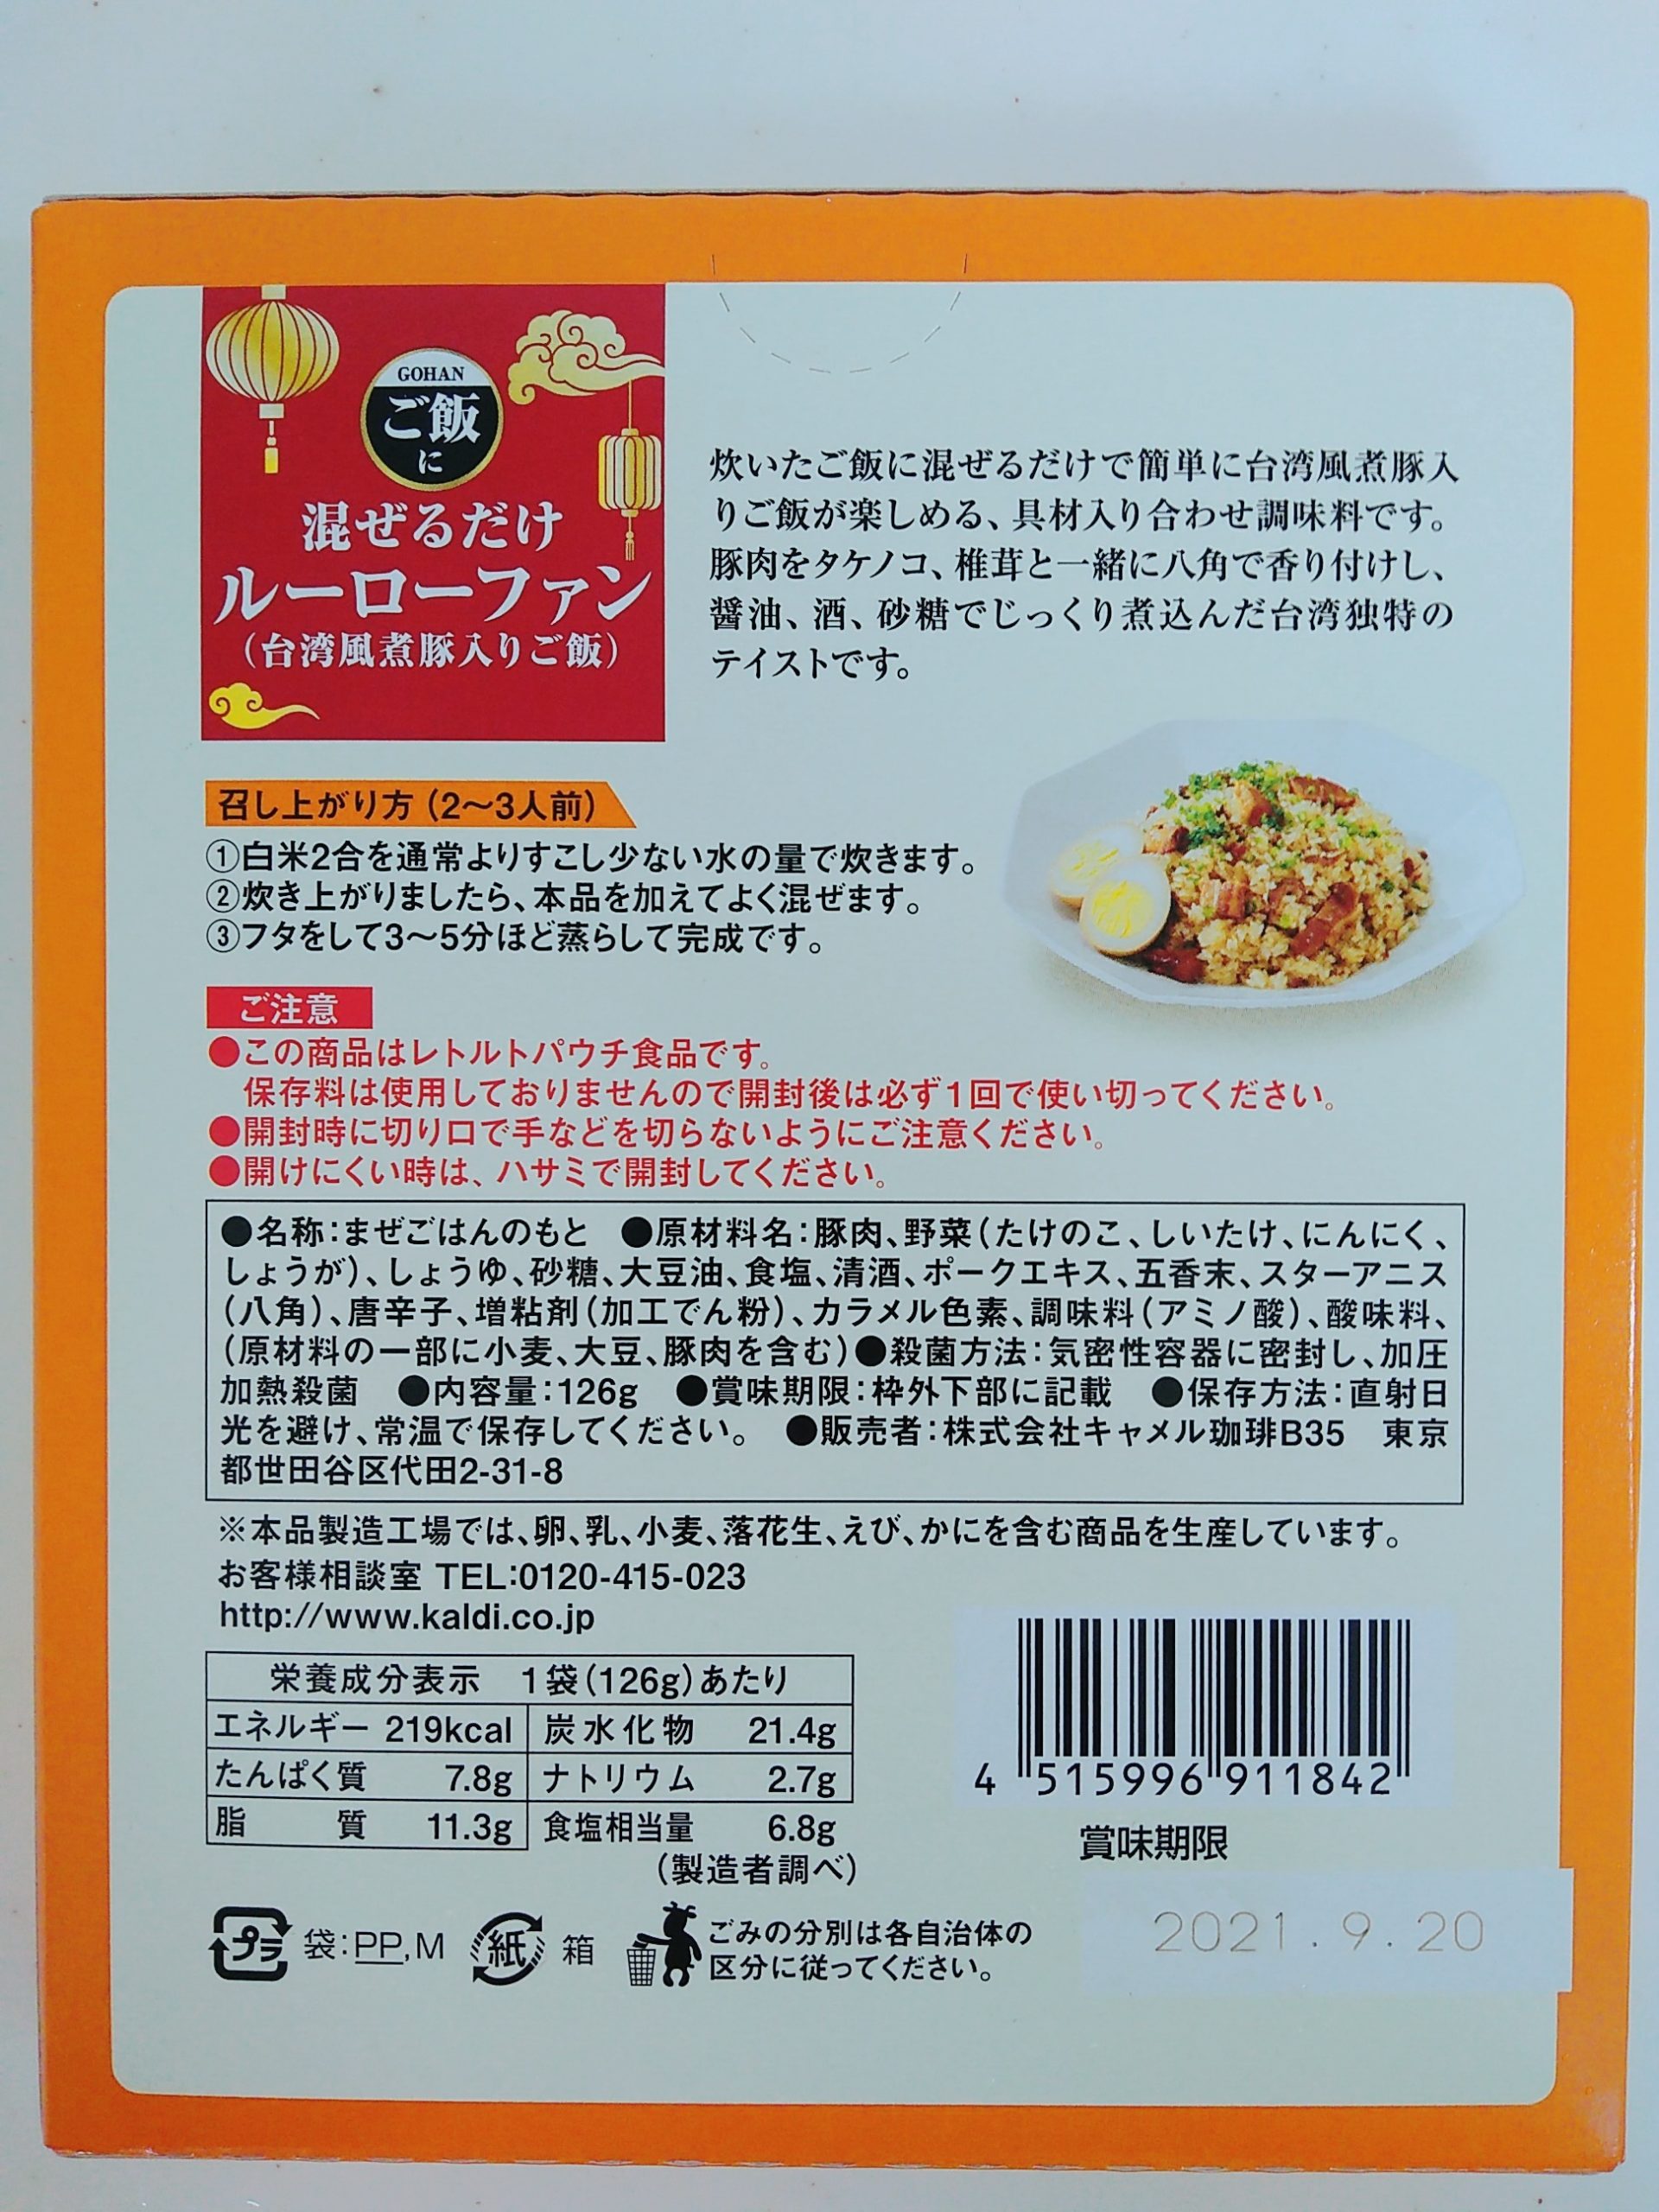 GOHAN
ご飯
に
混ぜるだけ
ルーローファン
(台湾風煮豚入りご飯)
炊いたご飯に混ぜるだけで簡単に台湾風煮豚入
りご飯が楽しめる、具材入り合わせ調味料です。
豚肉をタケノコ、椎茸と一緒に八角で香り付けし、
醤油、酒、砂糖でじっくり煮込んだ台湾独特の
テイストです。
召し上がり方(2〜3人前)
①白米2合を通常よりすこし少ない水の量で炊きます。
②炊き上がりましたら、本品を加えてよく混ぜます。
③フタをして3〜5分ほど蒸らして完成です。
ご注意
●この商品はレトルトパウチ食品です。
保存料は使用しておりませんので開封後は必ず1回で使い切ってください。
●開封時に切り口で手などを切らないようにご注意ください。
●開けにくい時は、ハサミで開封してください。
●名称:まぜごはんのもと ●原材料名:豚肉、野菜(たけのこ、しいたけ、にんにく、
しょうが)、しょうゆ、砂糖、大豆油、食塩、清酒、ポークエキス、五香末、スターアニス
(八角)、唐辛子、増粘剤(加工でん粉)、カラメル色素、調味料(アミノ酸)、酸味料、
(原材料の一部に小麦、大豆、豚肉を含む)●殺菌方法:気密性容器に密封し、加圧
加熱殺菌 ●内容量:126g ●賞味期限:枠外下部に記載 ●保存方法:直射日
光を避け、常温で保存してください。 ●販売者:株式会社キャメル珈琲B35 東京
都世田谷区代田2-31-8
※本品製造工場では、卵、乳、小麦、落花生、えび、かにを含む商品を生産しています。
お客様相談室 TEL:0120-415-023
http://www.kaldi.co.jp
栄養成分表示 1袋(126g)あたり
エネルギー 219kcal 炭水化物 21.4g
たんぱく質 7.8g ナトリウム 2.7g
脂質 11.3g 食塩相当量 6.8g
(製造者調べ)
4 515996 911842
賞味期限
2021.9.20
プラ 袋:PP,M 紙 箱
ごみの分別は各自治体の
区分に従ってください。